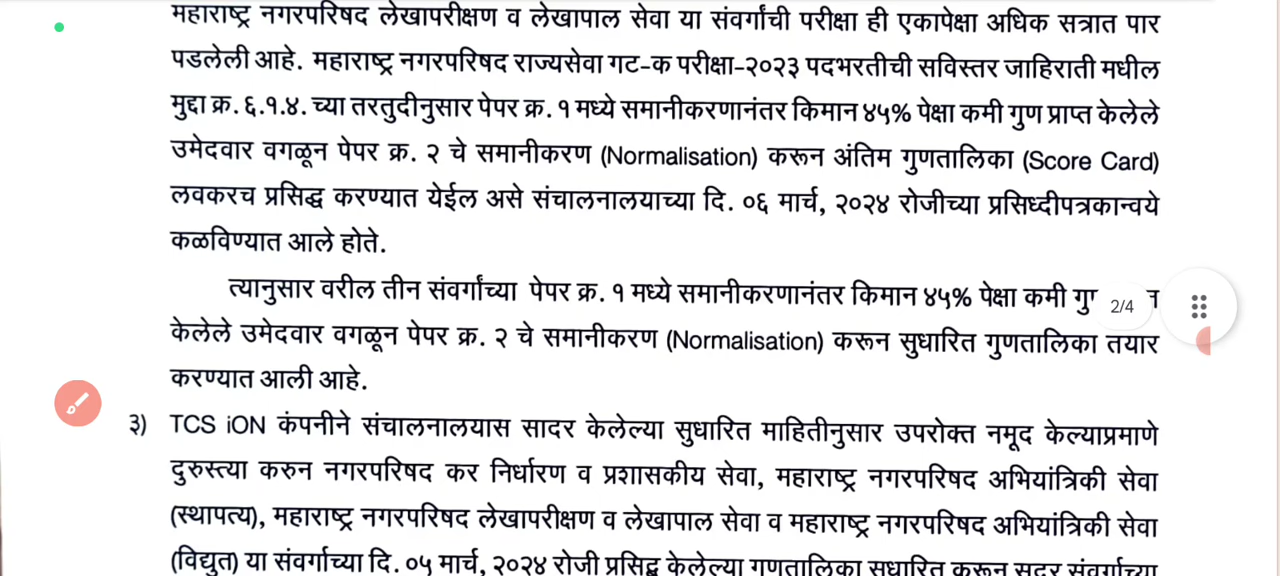 महाराष्ट्र नगरपरिषद लेखापरीक्षण व लेखापाल सेवा या संवर्गांची परीक्षा ही एकापेक्षा अधिक सत्रात पार
पडलेली आहे. महाराष्ट्र नगरपरिषद राज्यसेवा गट-क परीक्षा-२०२३ पदभरतीची सविस्तर जाहिराती मधील
मुद्दा क्र. ६.१.४. च्या तरतुदीनुसार पेपर क्र. १ मध्ये समानीकरणानंतर किमान ४५% पेक्षा कमी गुण प्राप्त केलेले
उमेदवार वगळून पेपर क्र. २ चे समानीकरण (Normalisation) करून अंतिम गुणतालिका (Score Card)
लवकरच प्रसिद्ध करण्यात येईल असे संचालनालयाच्या दि. ०६ मार्च, २०२४ रोजीच्या प्रसिध्दीपत्रकान्वये
कळविण्यात आले होते.
त्यानुसार वरील तीन संवर्गांच्या पेपर क्र. १ मध्ये समानीकरणानंतर किमान ४५% पेक्षा कमी
2/4
केलेले उमेदवार वगळून पेपर क्र. २ चे समानीकरण (Normalisation) करून सुधारित गुणतालिका तयार
करण्यात आली आहे.
३) TCS iON कंपनीने संचालनालयास सादर केलेल्या सुधारित माहितीनुसार उपरोक्त नमूद केल्याप्रमाणे
दुरुस्त्या करुन नगरपरिषद कर निर्धारण व प्रशासकीय सेवा, महाराष्ट्र नगरपरिषद अभियांत्रिकी सेवा
(स्थापत्य), महाराष्ट्र नगरपरिषद लेखापरीक्षण व लेखापाल सेवा व महाराष्ट्र नगरपरिषद अभियांत्रिकी सेवा
(विद्युत) या संवर्गाच्या दि. ०५ मार्च, २०२४ रोजी प्रसिद्ध केलेल्या गुणतालिका सुधारित करून सदर संवर्गाच्या